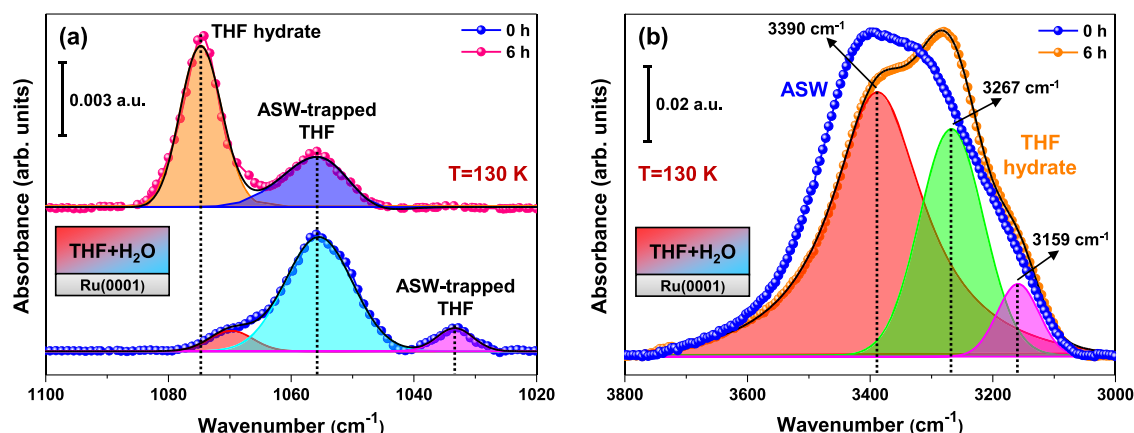 (a)
THF hydrate
0 h
6 h
0.003 a.u.
ASW-trapped
THF
T=130 K
THF+H₂O
Ru(0001)
ASW-trapped
THF
Absorbance (arb. units)
1100 1080 1060 1040 1020
Wavenumber (cm⁻¹)
(b)
3390 cm⁻¹
0 h
6 h
0.02 a.u.
ASW
3267 cm⁻¹
THF
hydrate
T=130 K
3159 cm⁻¹
THF+H₂O
Ru(0001)
Absorbance (arb. units)
3800 3600 3400 3200 3000
Wavenumber (cm⁻¹)